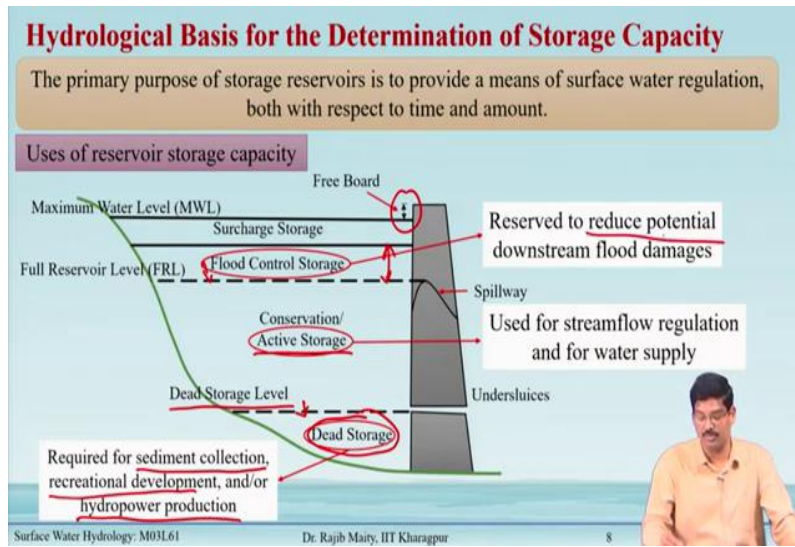 Hydrological Basis for the Determination of Storage Capacity
The primary purpose of storage reservoirs is to provide a means of surface water regulation,
both with respect to time and amount.
Uses of reservoir storage capacity
Free Board
Maximum Water Level (MWL)
Surcharge Storage
Reserved to reduce potential
downstream flood damages
Full Reservoir Level (FRL)
Flood Control Storage
Spillway
Conservation/
Active Storage
Used for streamflow regulation
and for water supply
Dead Storage Level
Undersluices
Dead Storage
Required for sediment collection,
recreational development, and/or
hydropower production
Surface Water Hydrology: M03L61
Dr. Rajib Maity, IIT Kharagpur
8